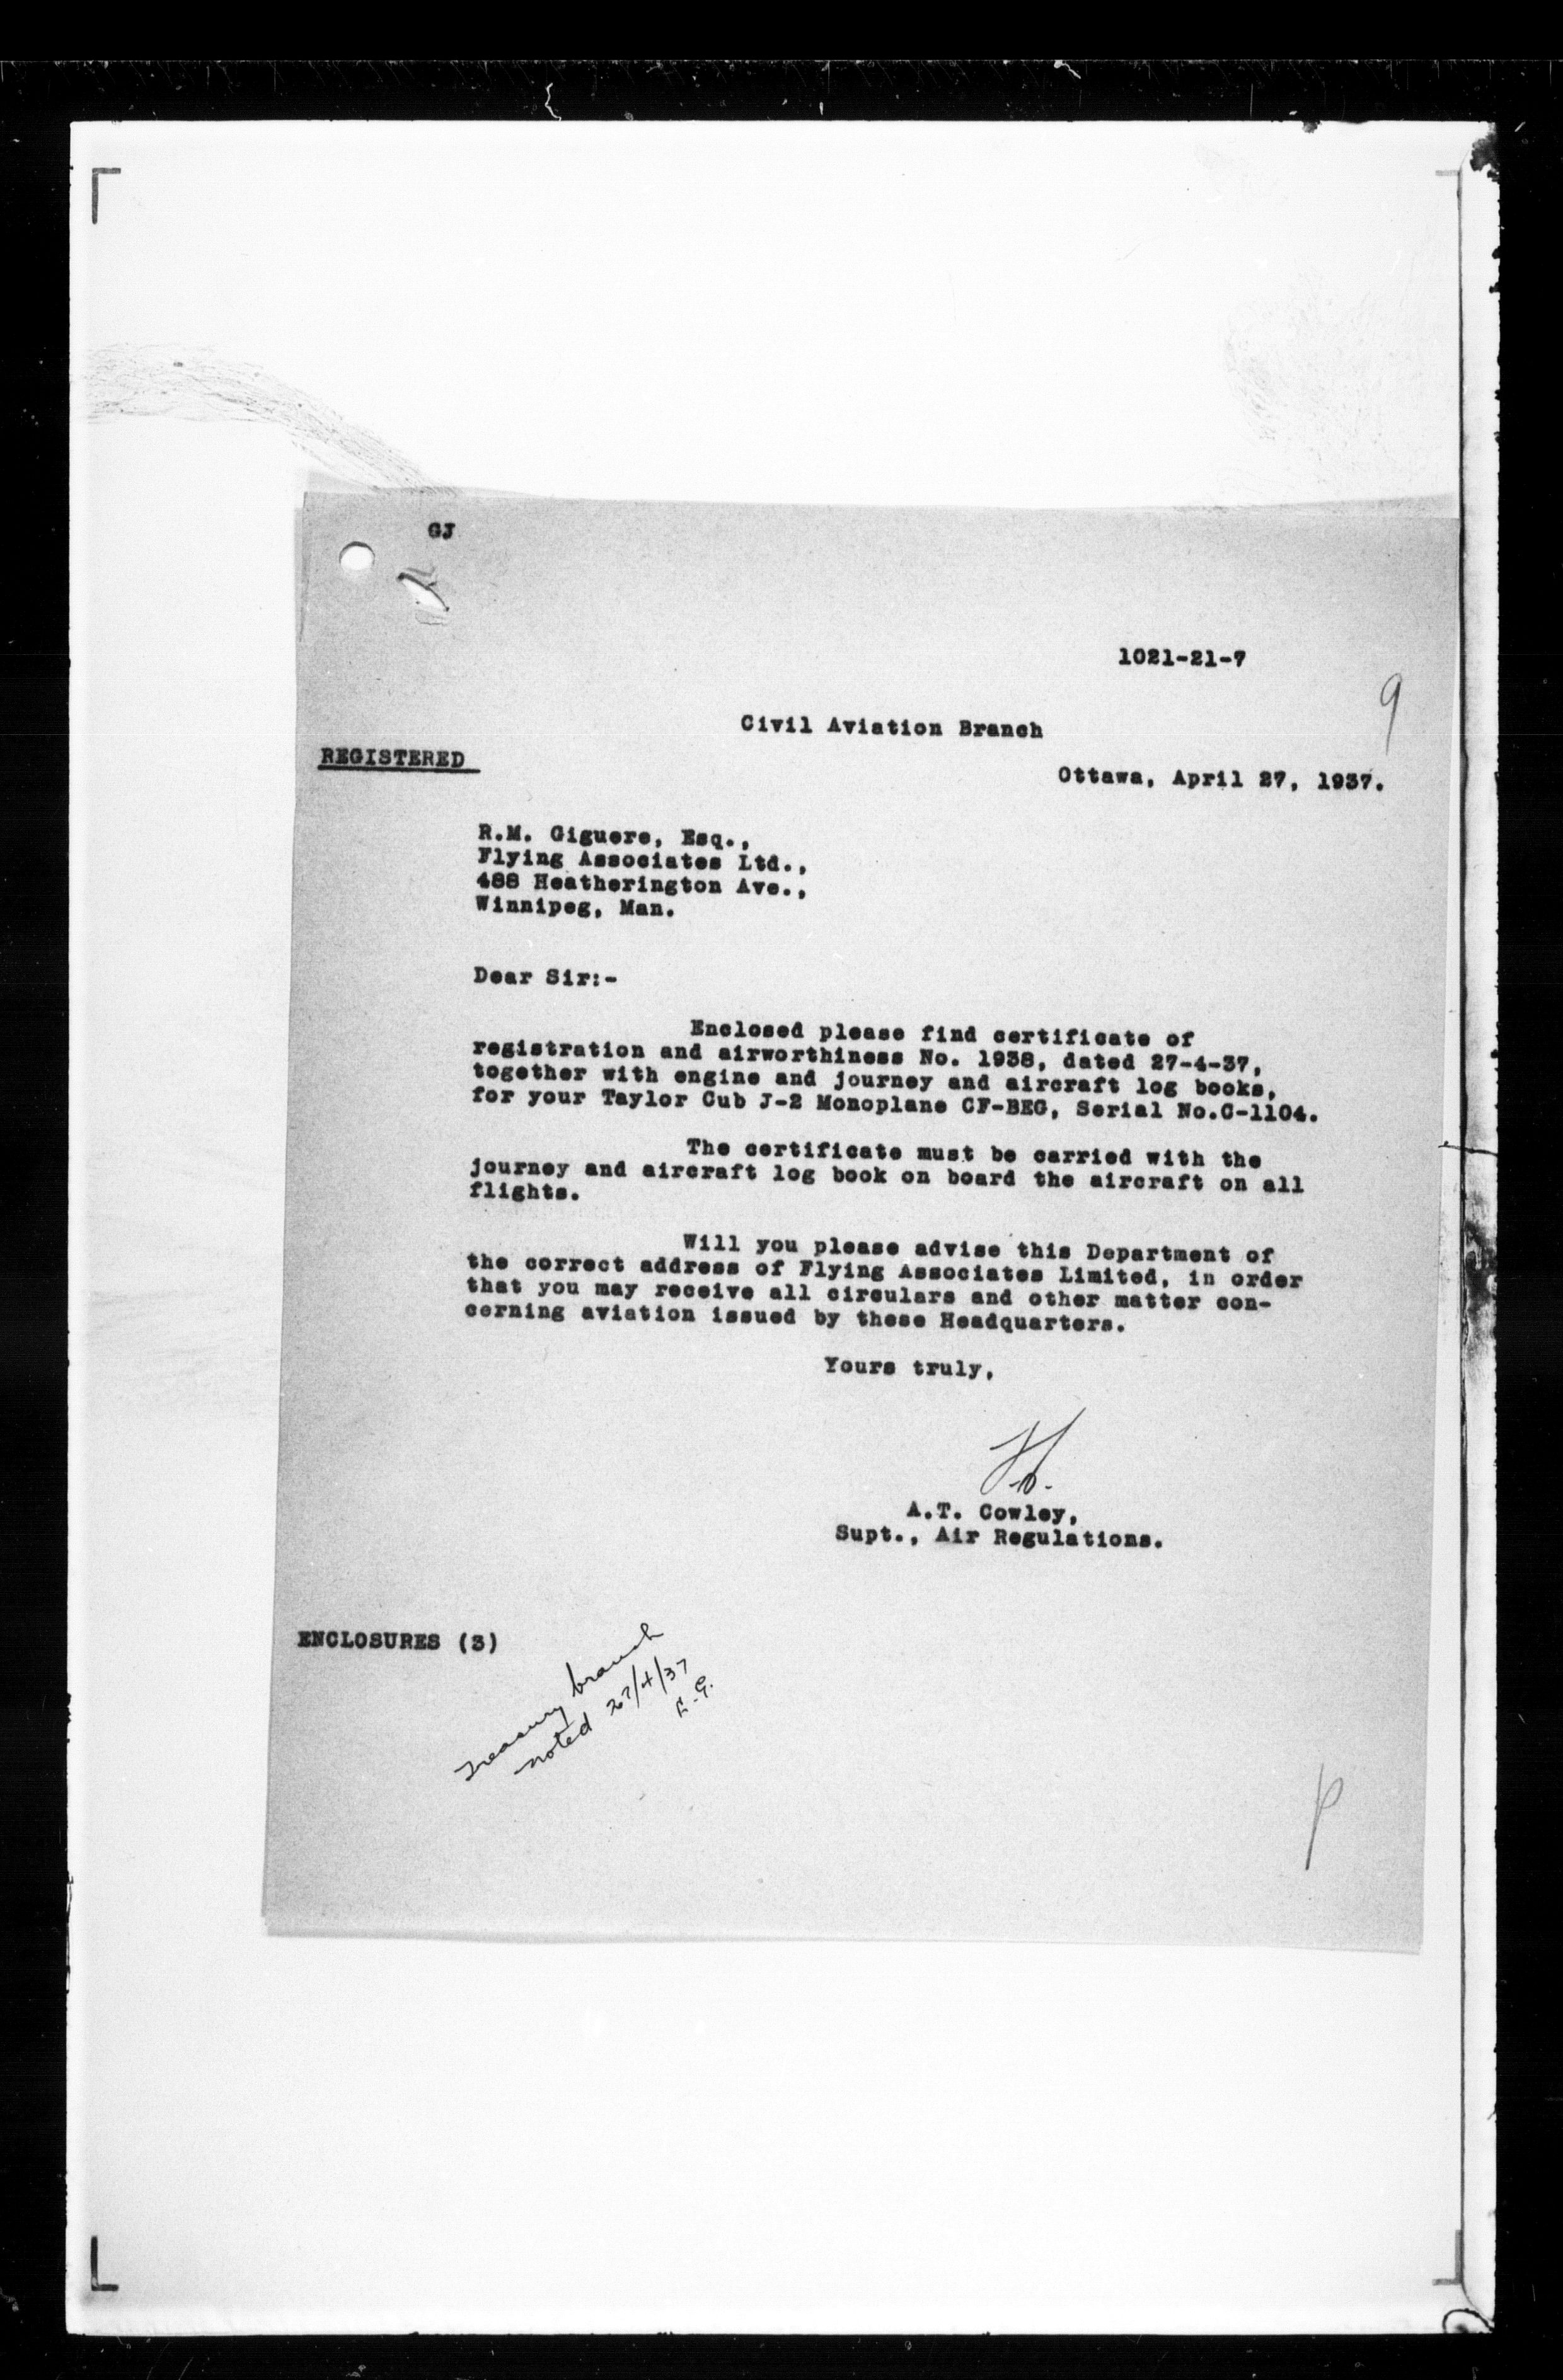 GJ
1021-21-7
9
Civil Aviation Branch
REGISTERED
Ottawa, April 27, 1937.
R.M. Giguere, Esq.,
Flying Associates Ltd.,
488 Heatherington Ave.,
Winnipeg, Man.
Dear Sir:-
Enclosed please find certificate of
registration and airworthiness No. 1938, dated 27-4-37,
together with engine and journey and aircraft log books,
for your Taylor Cub J-2 Monoplane CF-BEG, Serial No.C-1104.
The certificate must be carried with the
journey and aircraft log book on board the aircraft on all
flights.
Will you please advise this Department of
the correct address of Flying Associates Limited, in order
that you may receive all circulars and other matter con-
cerning aviation issued by these Headquarters.
Yours truly,
A.T. Cowley,
Supt., Air Regulations.
ENCLOSURES (3)
Treasury branch
noted 27/4/37